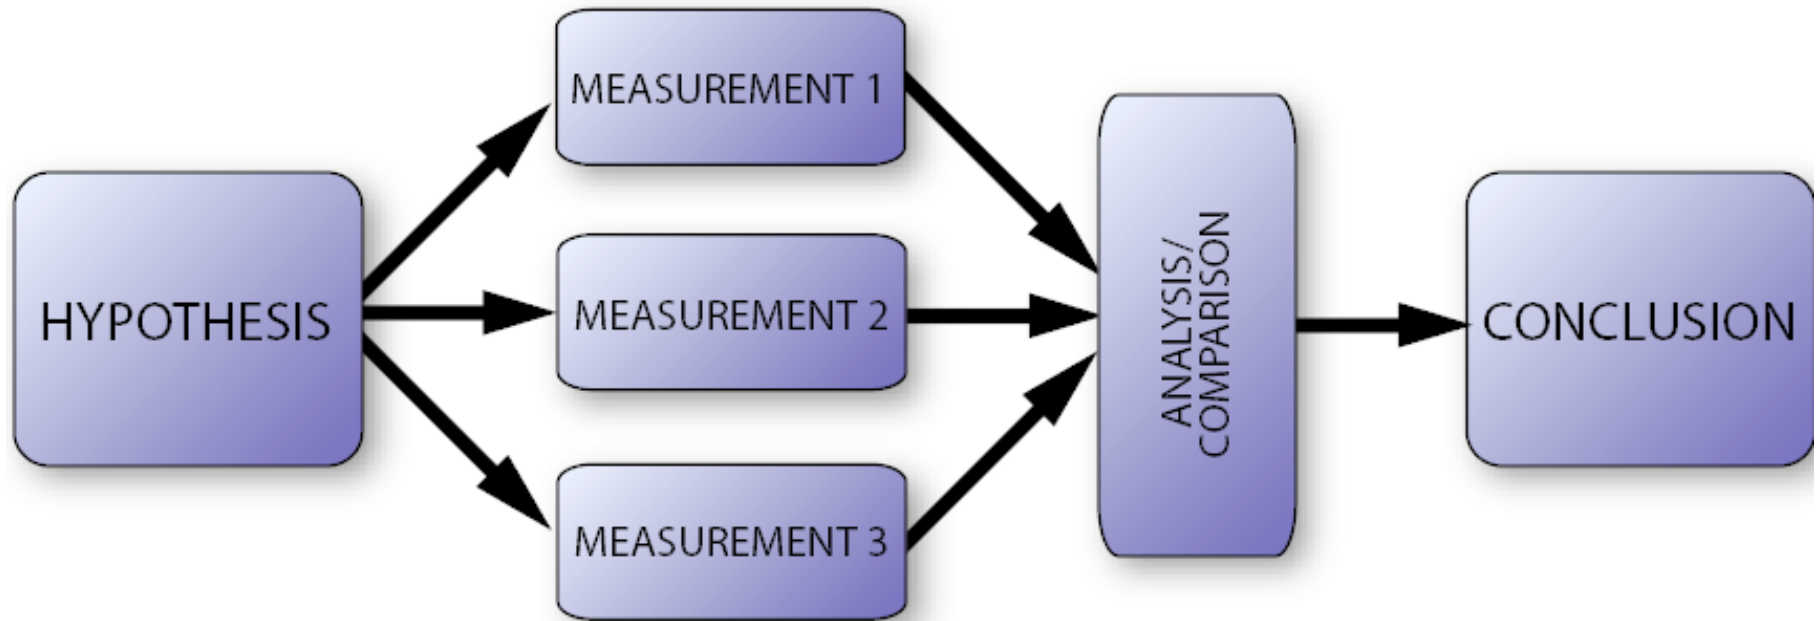 HYPOTHESIS
MEASUREMENT 1
MEASUREMENT 2
MEASUREMENT 3
ANALYSIS/
COMPARISON
CONCLUSION